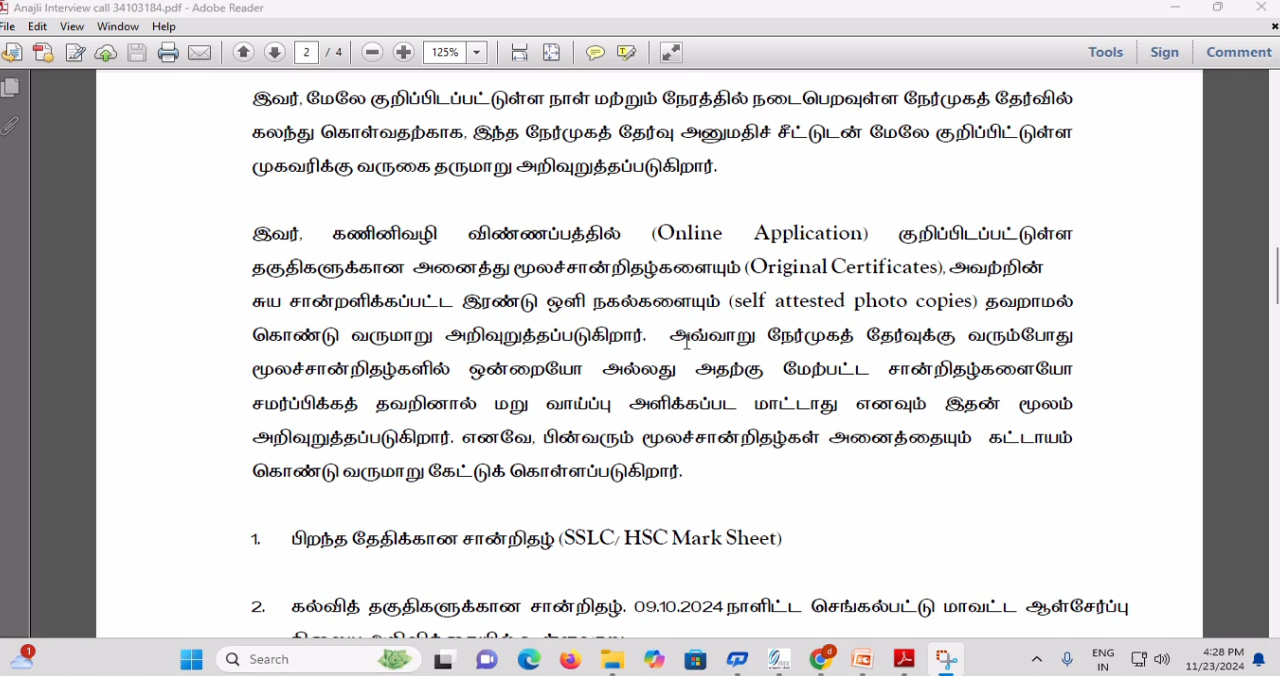 Anajli Interview call 34103184.pdf - Adobe Reader
File Edit View Window Help
2 / 4 125% Tools Sign Comment
இவர், மேலே குறிப்பிடப்பட்டுள்ள நாள் மற்றும் நேரத்தில் நடைபெறவுள்ள நேர்முகத் தேர்வில்
கலந்து கொள்வதற்காக, இந்த நேர்முகத் தேர்வு அனுமதிச் சீட்டுடன் மேலே குறிப்பிட்டுள்ள
முகவரிக்கு வருகை தருமாறு அறிவுறுத்தப்படுகிறார்.
இவர், கணினிவழி விண்ணப்பத்தில் (Online Application) குறிப்பிடப்பட்டுள்ள
தகுதிகளுக்கான அனைத்து மூலச்சான்றிதழ்களையும் (Original Certificates), அவற்றின்
சுய சான்றளிக்கப்பட்ட இரண்டு ஒளி நகல்களையும் (self attested photo copies) தவறாமல்
கொண்டு வருமாறு அறிவுறுத்தப்படுகிறார். அவ்வாறு நேர்முகத் தேர்வுக்கு வரும்போது
மூலச்சான்றிதழ்களில் ஒன்றையோ அல்லது அதற்கு மேற்பட்ட சான்றிதழ்களையோ
சமர்ப்பிக்கத் தவறினால் மறு வாய்ப்பு அளிக்கப்பட மாட்டாது எனவும் இதன் மூலம்
அறிவுறுத்தப்படுகிறார். எனவே, பின்வரும் மூலச்சான்றிதழ்கள் அனைத்தையும் கட்டாயம்
கொண்டு வருமாறு கேட்டுக் கொள்ளப்படுகிறார்.
1. பிறந்த தேதிக்கான சான்றிதழ் (SSLC/ HSC Mark Sheet)
2. கல்வித் தகுதிகளுக்கான சான்றிதழ். 09.10.2024 நாளிட்ட செங்கல்பட்டு மாவட்ட ஆள்சேர்ப்பு
1 Search ENG 4:28 PM
IN 11/23/2024